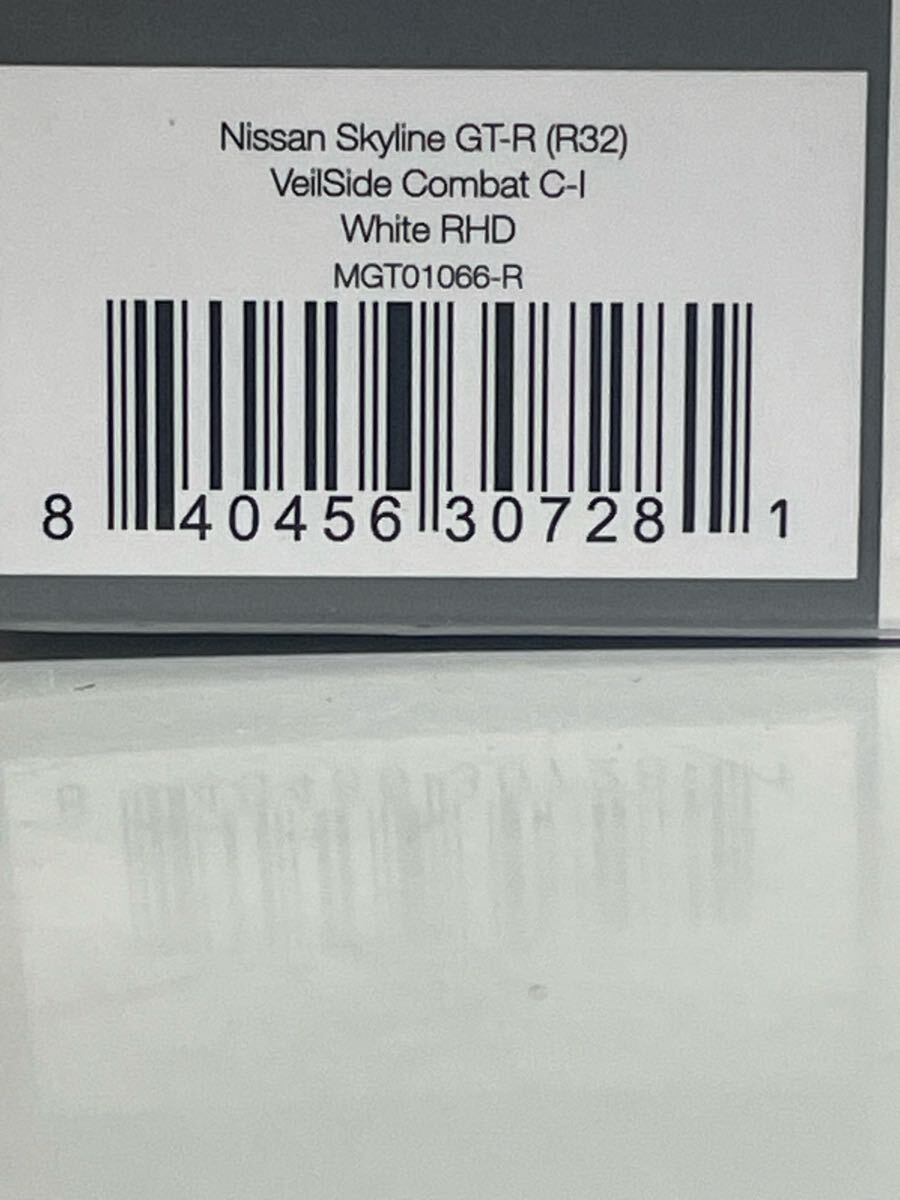 Nissan Skyline GT-R (R32)
VeilSide Combat C-I
White RHD
MGT01066-R
8 40456 30728 1